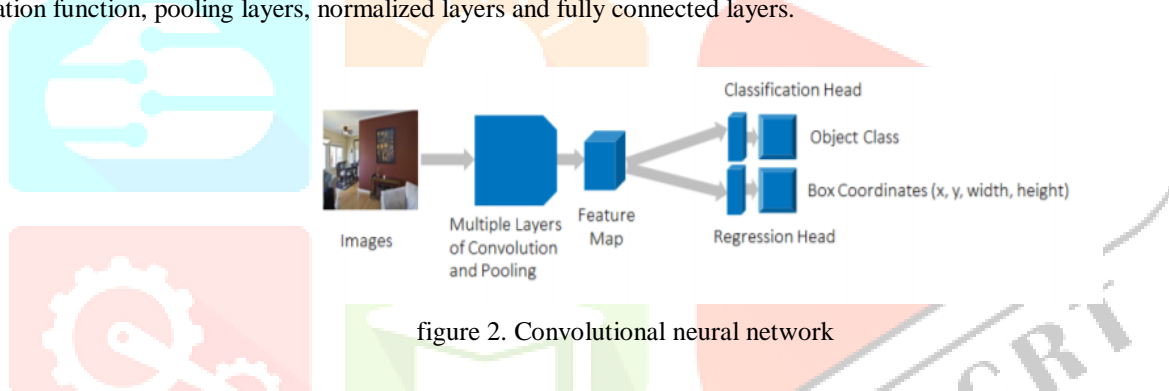 ation function, pooling layers, normalized layers and fully connected layers.
Classification Head
Object Class
Box Coordinates (x, y, width, height)
Regression Head
Images
Multiple Layers
of Convolution
and Pooling
Feature
Map
figure 2. Convolutional neural network
CRT